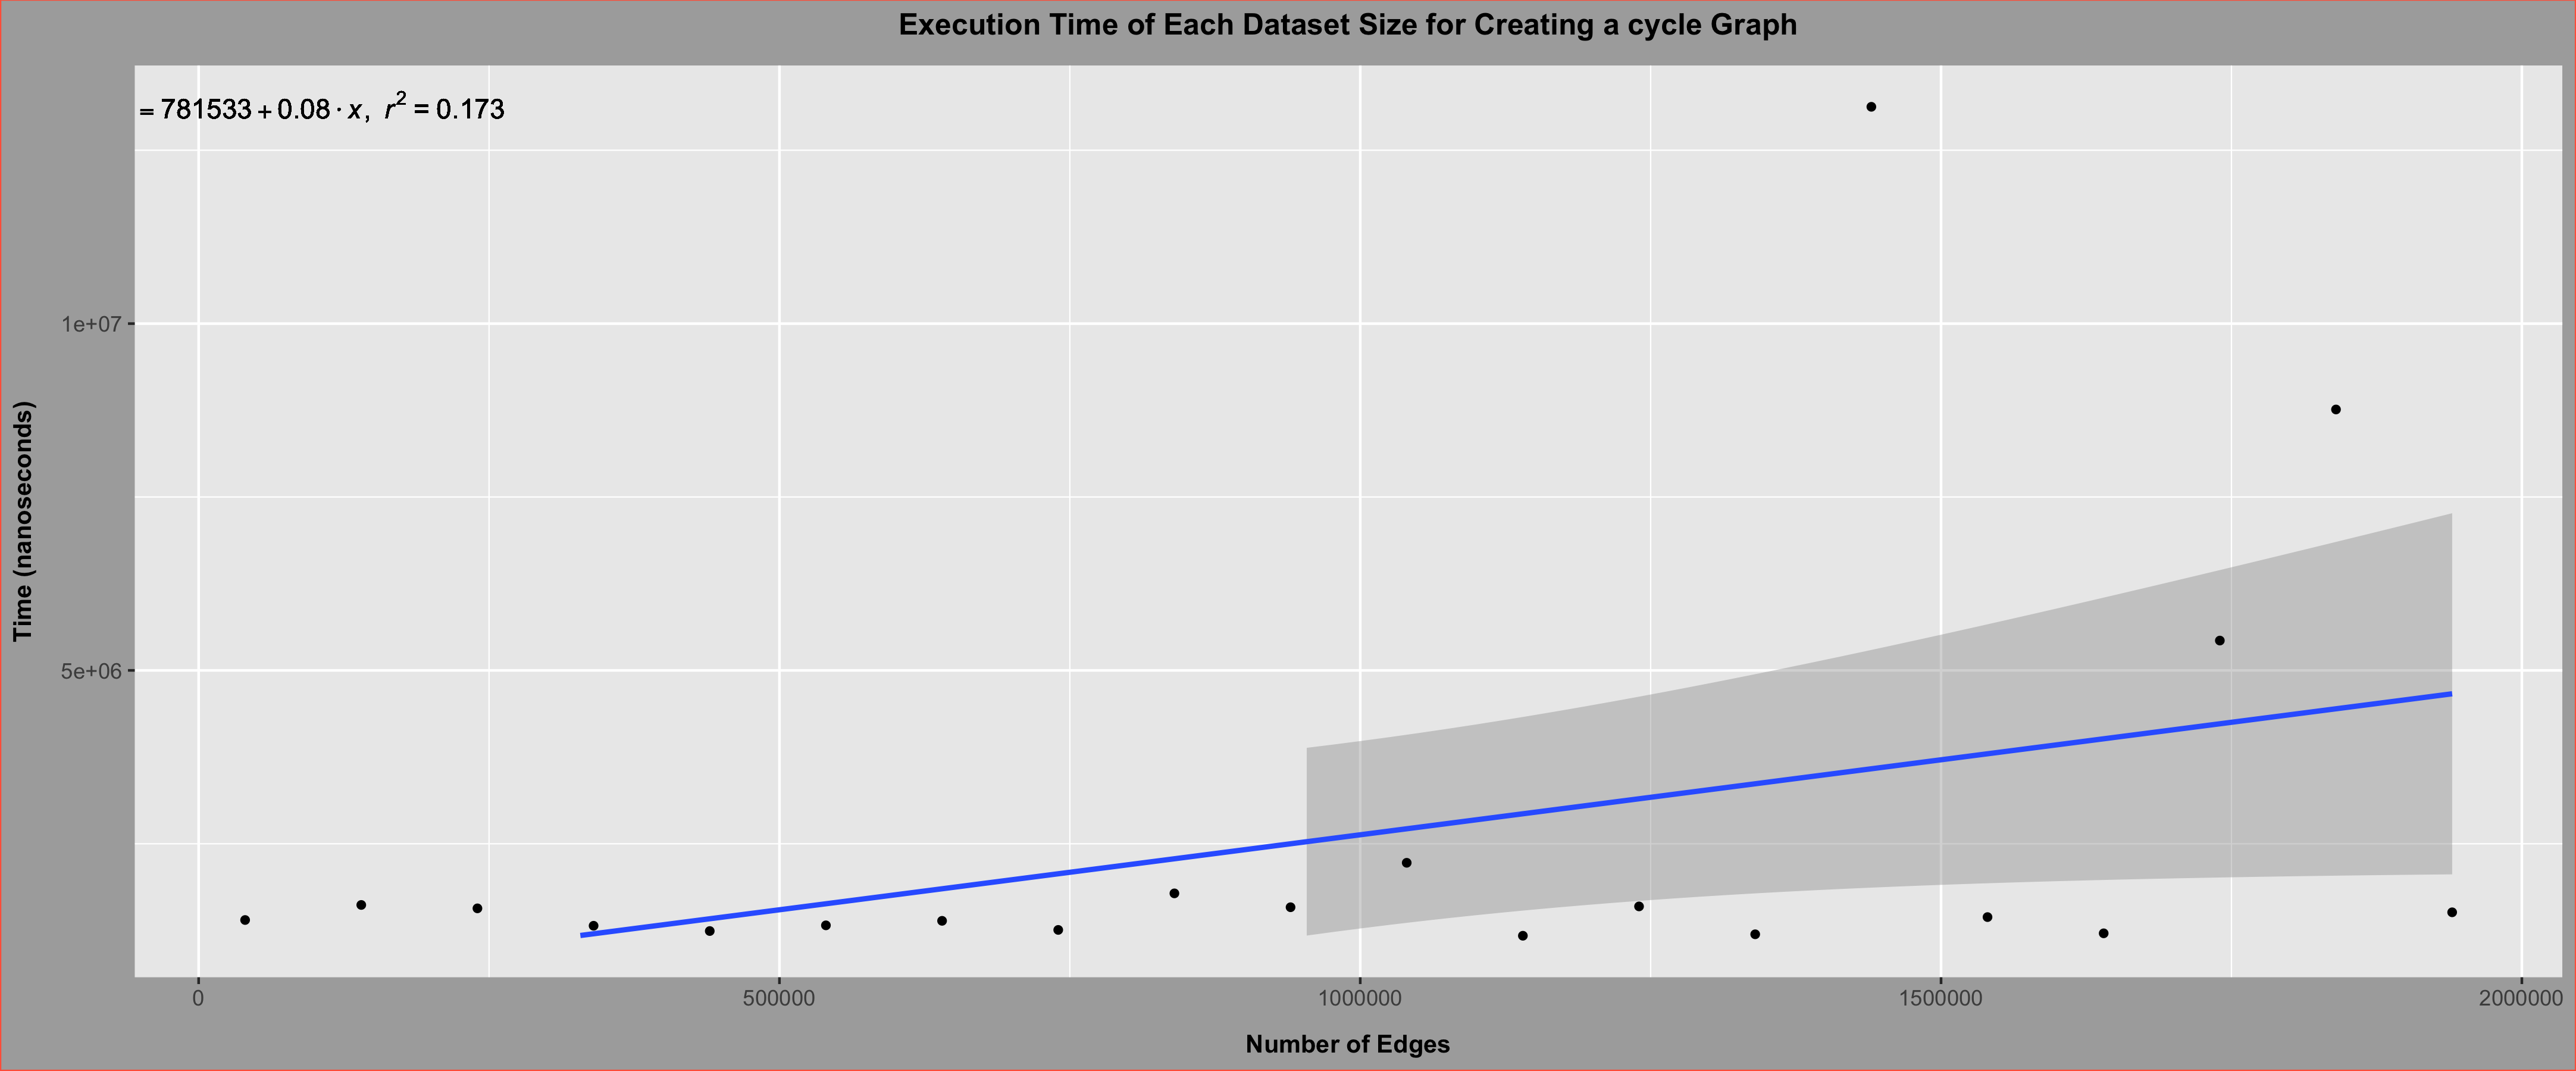 Execution Time of Each Dataset Size for Creating a cycle Graph
= 781533 + 0.08 · x, r² = 0.173
1e+07
5e+06
Time (nanoseconds)
0 500000 1000000 1500000 2000000
Number of Edges